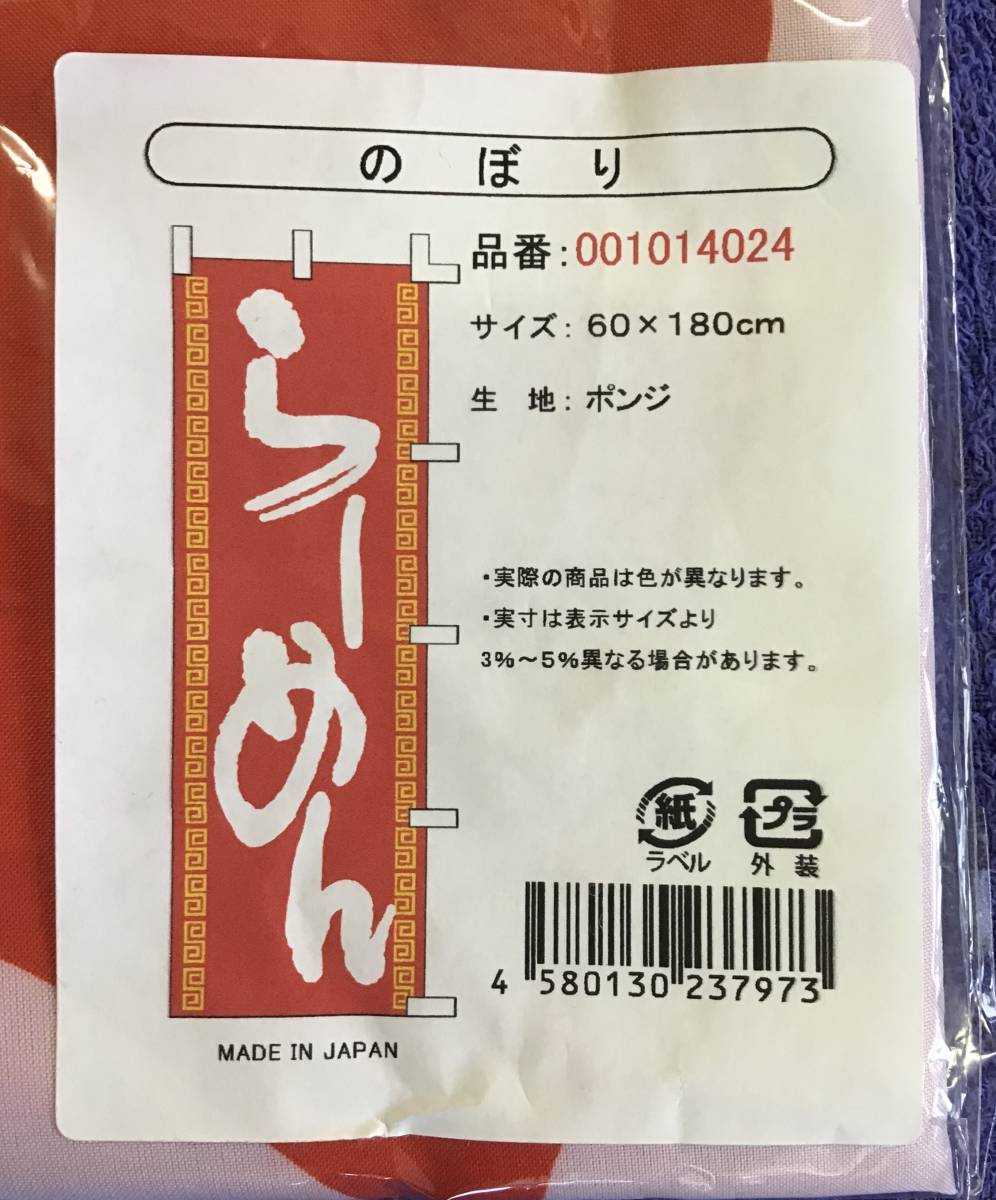 のぼり
らーめん
品番:001014024
サイズ: 60×180cm
生 地: ポンジ
・実際の商品は色が異なります。
・実寸は表示サイズより
3%～5%異なる場合があります。
紙
ラベル
プラ
外 装
4 580130 237973
MADE IN JAPAN